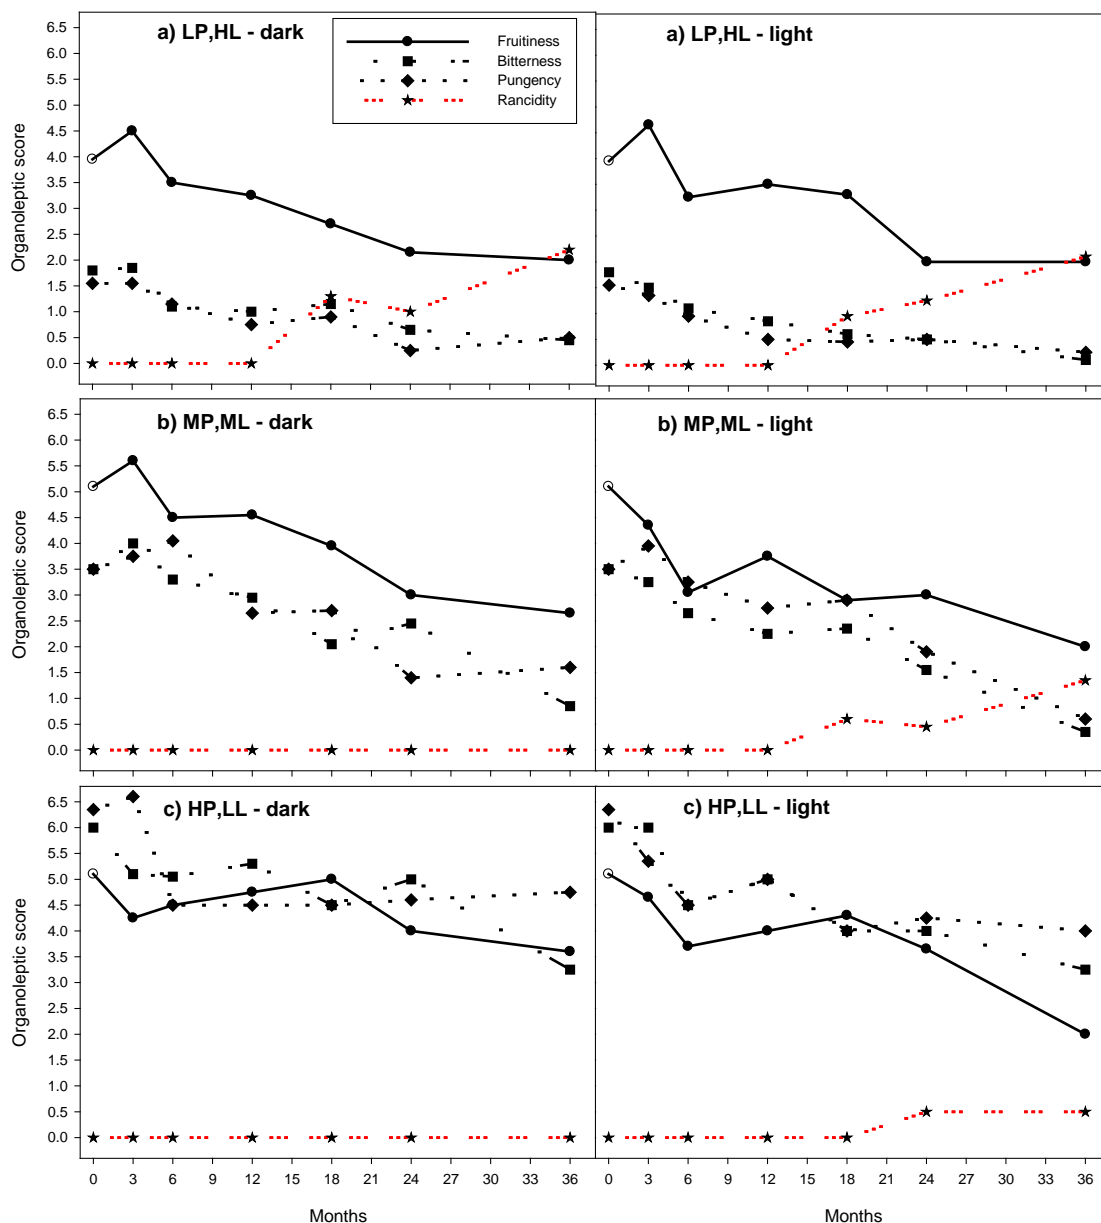 a) LP,HL - dark
a) LP,HL - light
Fruitiness
Bitterness
Pungency
Rancidity
Organoleptic score
6.5
6.0
5.5
5.0
4.5
4.0
3.5
3.0
2.5
2.0
1.5
1.0
0.5
0.0
b) MP,ML - dark
b) MP,ML - light
Organoleptic score
6.5
6.0
5.5
5.0
4.5
4.0
3.5
3.0
2.5
2.0
1.5
1.0
0.5
0.0
c) HP,LL - dark
c) HP,LL - light
Organoleptic score
6.5
6.0
5.5
5.0
4.5
4.0
3.5
3.0
2.5
2.0
1.5
1.0
0.5
0.0
0 3 6 9 12 15 18 21 24 27 30 33 36
0 3 6 9 12 15 18 21 24 27 30 33 36
Months
Months